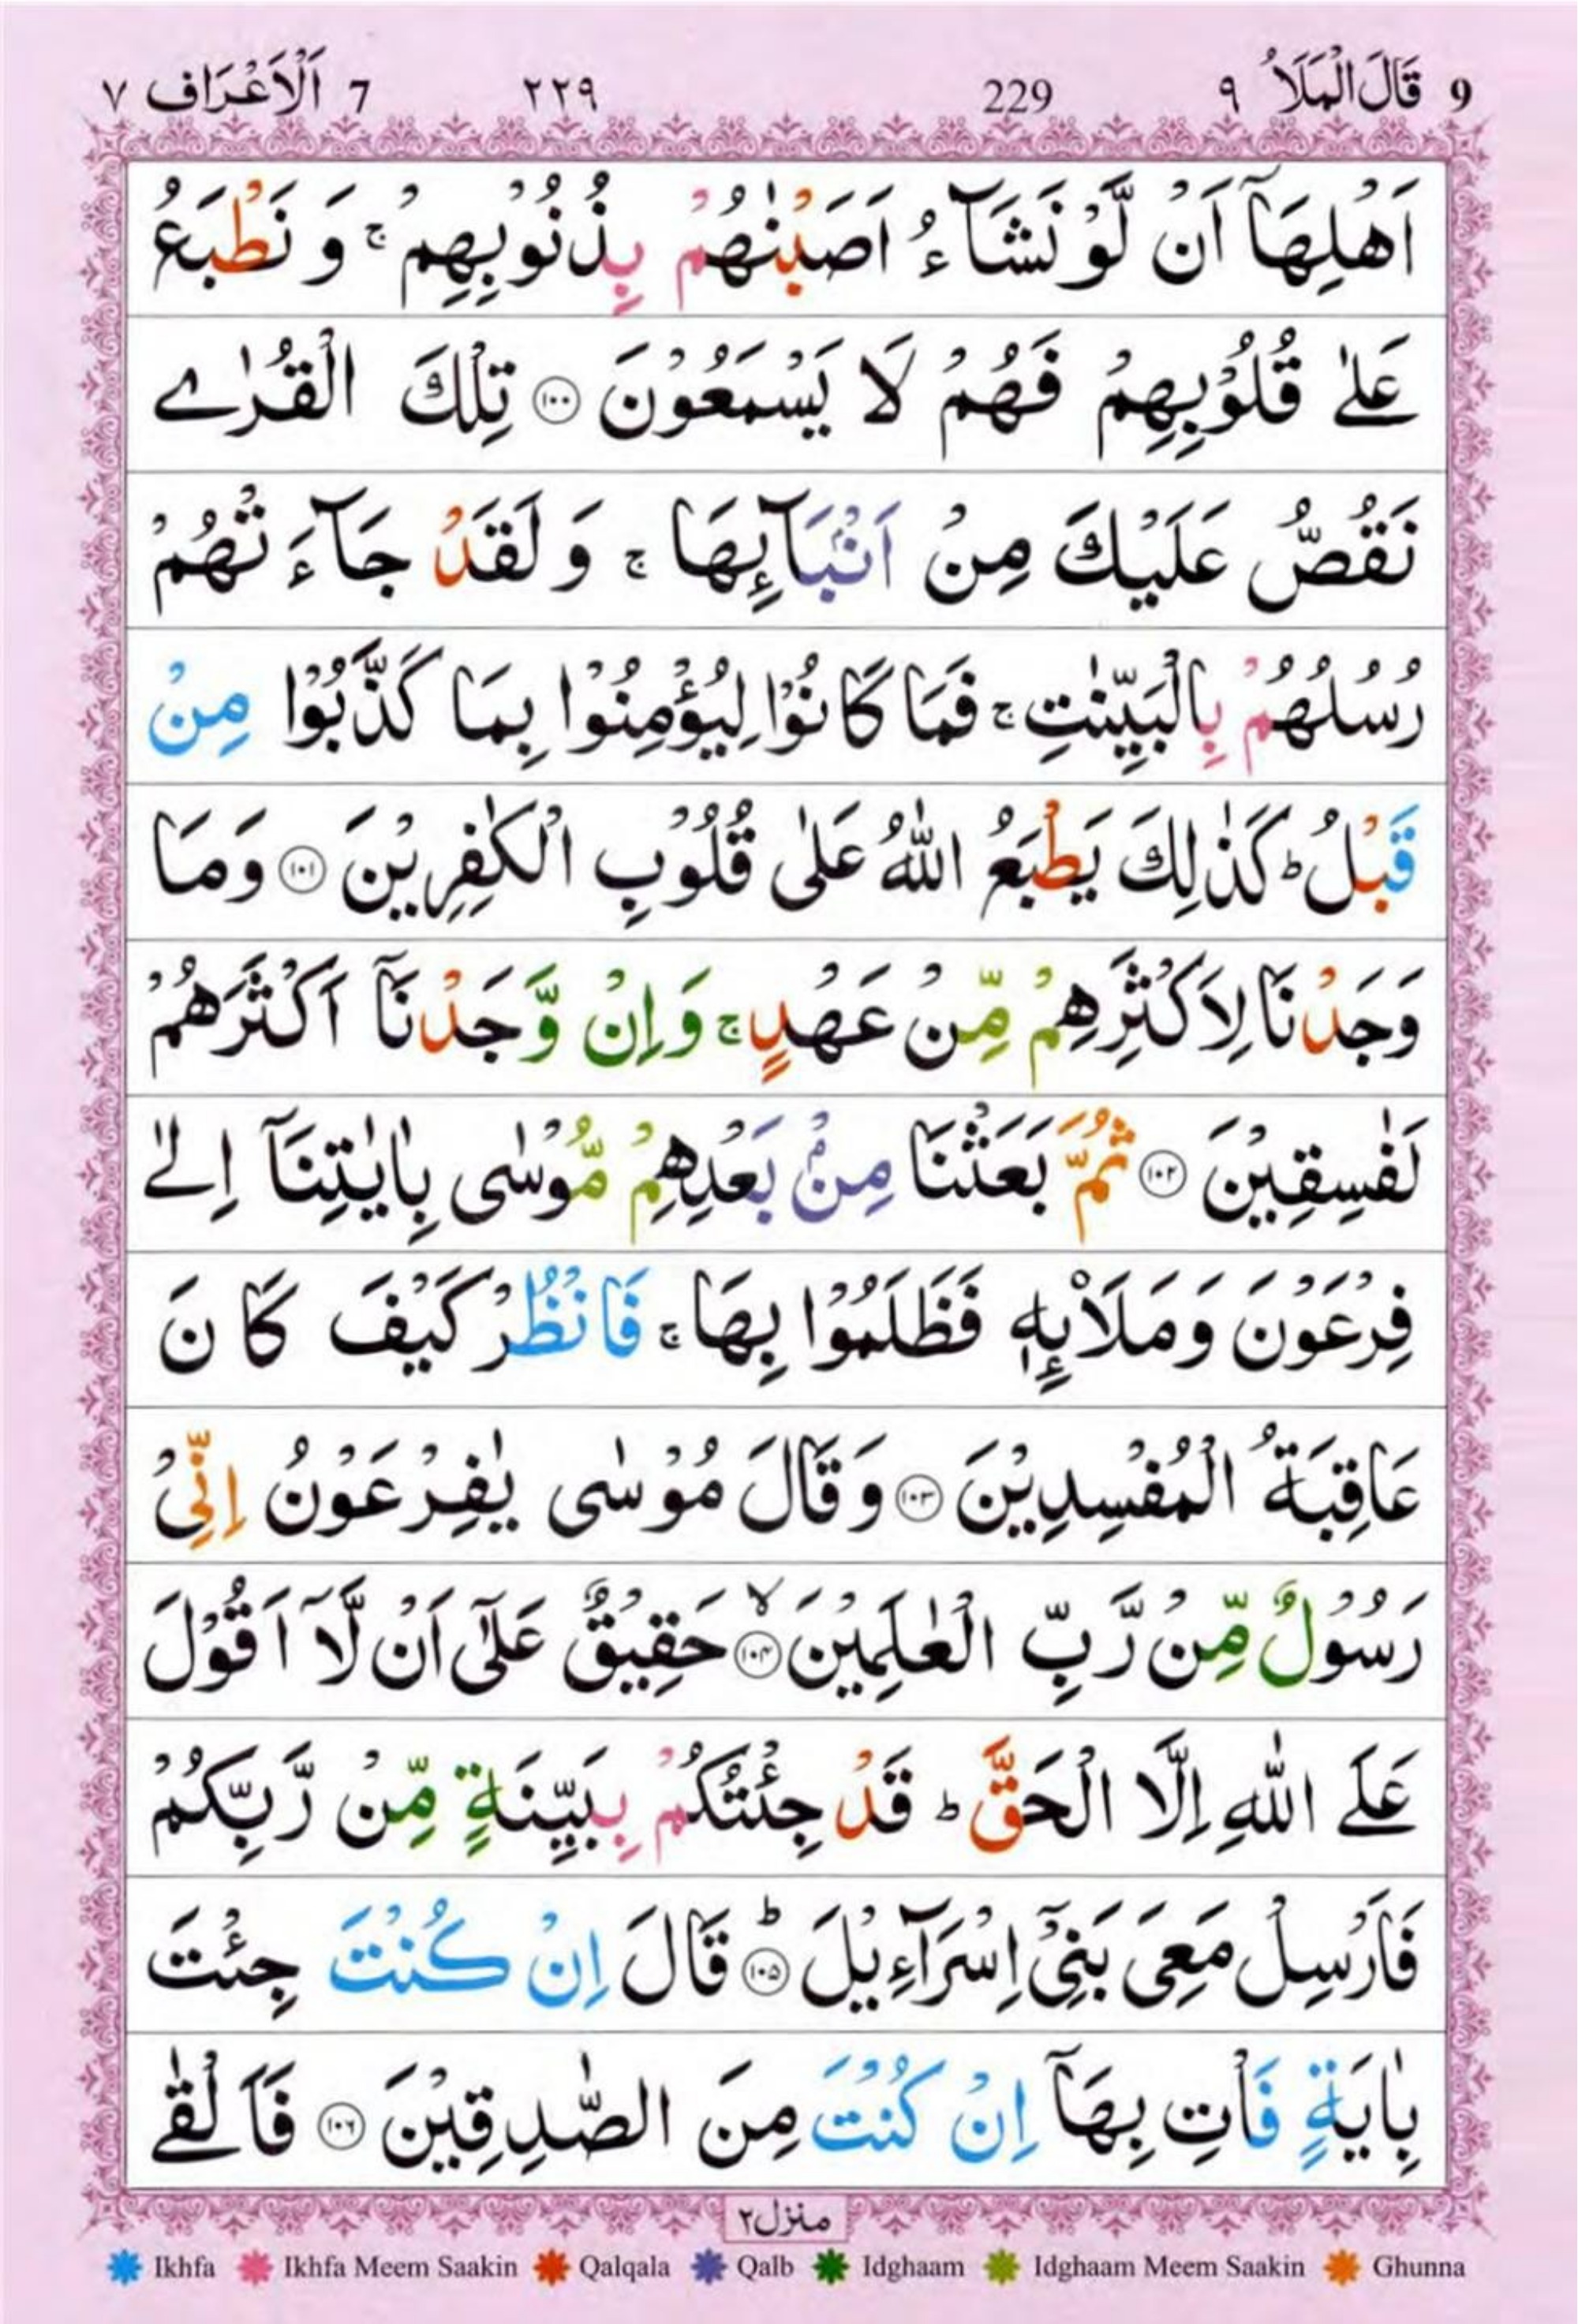 9 قَالَ الْمَلَاُ ٩ 229 ٢٢٩ 7 اَلْاَعْرَاف ٧
اَهْلِهَاۤ اَنْ لَّوْ نَشَآءُ اَصَبْنٰهُمْ بِذُنُوْبِهِمْ ۚ وَ نَطْبَعُ
عَلٰے قُلُوْبِهِمْ فَهُمْ لَا يَسْمَعُوْنَ ﴿١٠٠﴾ تِلْكَ الْقُرٰے
نَقُصُّ عَلَيْكَ مِنْ اَنْۢبَآئِهَا ۚ وَ لَقَدْ جَآءَ تْهُمْ
رُسُلُهُمْ بِالْبَيِّنٰتِ ۚ فَمَا كَانُوْا لِيُؤْمِنُوْا بِمَا كَذَّبُوْا مِنْ
قَبْلُ ؕ كَذٰلِكَ يَطْبَعُ اللّٰهُ عَلٰى قُلُوْبِ الْكٰفِرِيْنَ ﴿١٠١﴾ وَمَا
وَجَدْنَا لِاَكْثَرِهِمْ مِّنْ عَهْدٍ ۚ وَاِنْ وَّجَدْنَاۤ اَكْثَرَهُمْ
لَفٰسِقِيْنَ ﴿١٠٢﴾ ثُمَّ بَعَثْنَا مِنْۢ بَعْدِهِمْ مُّوْسٰى بِاٰيٰتِنَاۤ اِلٰے
فِرْعَوْنَ وَمَلَا۟ئِهٖ فَظَلَمُوْا بِهَا ۚ فَانْظُرْ كَيْفَ كَانَ
عَاقِبَةُ الْمُفْسِدِيْنَ ﴿١٠٣﴾ وَقَالَ مُوْسٰى يٰفِرْعَوْنُ اِنِّىْ
رَسُوْلٌ مِّنْ رَّبِّ الْعٰلَمِيْنَ ۙ﴿١٠٤﴾ حَقِيْقٌ عَلٰٓى اَنْ لَّاۤ اَقُوْلَ
عَلَے اللّٰهِ اِلَّا الْحَقَّ ؕ قَدْ جِئْتُكُمْ بِبَيِّنَةٍ مِّنْ رَّبِّكُمْ
فَاَرْسِلْ مَعِىَ بَنِىْۤ اِسْرَآءِيْلَ ؕ﴿١٠٥﴾ قَالَ اِنْ كُنْتَ جِئْتَ
بِاٰيَةٍ فَاْتِ بِهَاۤ اِنْ كُنْتَ مِنَ الصّٰدِقِيْنَ ﴿١٠٦﴾ فَاَلْقٰے
منزل٢
Ikhfa Ikhfa Meem Saakin Qalqala Qalb Idghaam Idghaam Meem Saakin Ghunna